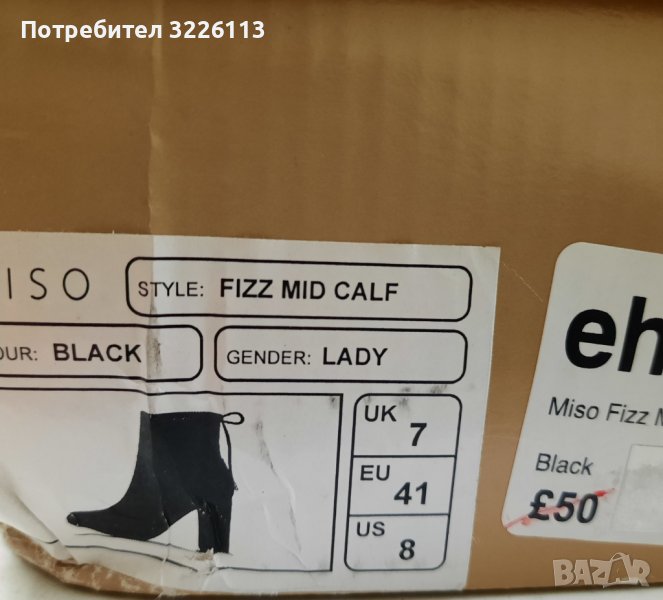 Потребител 3226113
ISO
STYLE: FIZZ MID CALF
OUR: BLACK
GENDER: LADY
UK 7
EU 41
US 8
eh
Miso Fizz M
Black
£50
BAZAR